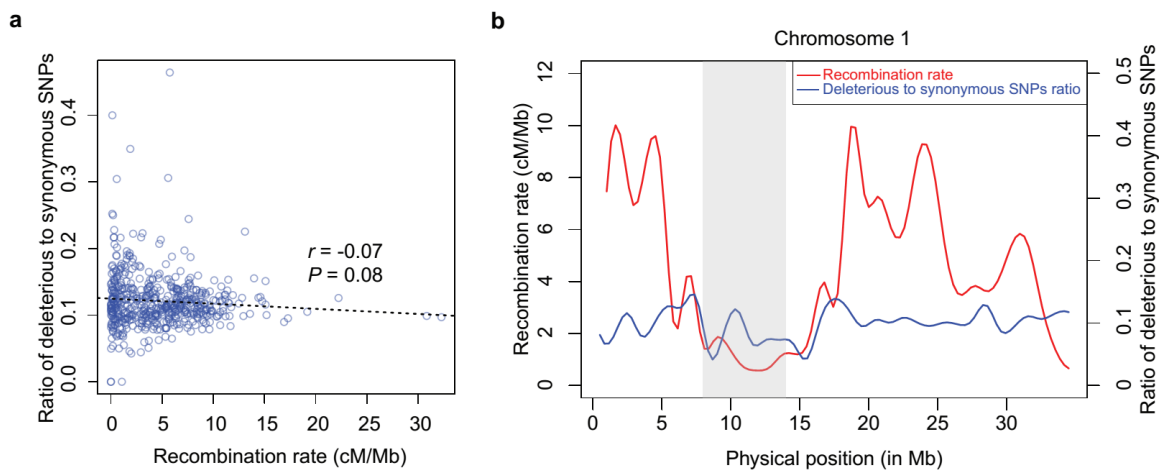 a
Ratio of deleterious to synonymous SNPs
0.0
0.1
0.2
0.3
0.4
r = -0.07
P = 0.08
0 5 10 15 20 25 30
Recombination rate (cM/Mb)
b
Chromosome 1
Recombination rate
Deleterious to synonymous SNPs ratio
Recombination rate (cM/Mb)
0
2
4
6
8
10
12
Ratio of deleterious to synonymous SNPs
0
0.1
0.2
0.3
0.4
0.5
0 5 10 15 20 25 30
Physical position (in Mb)